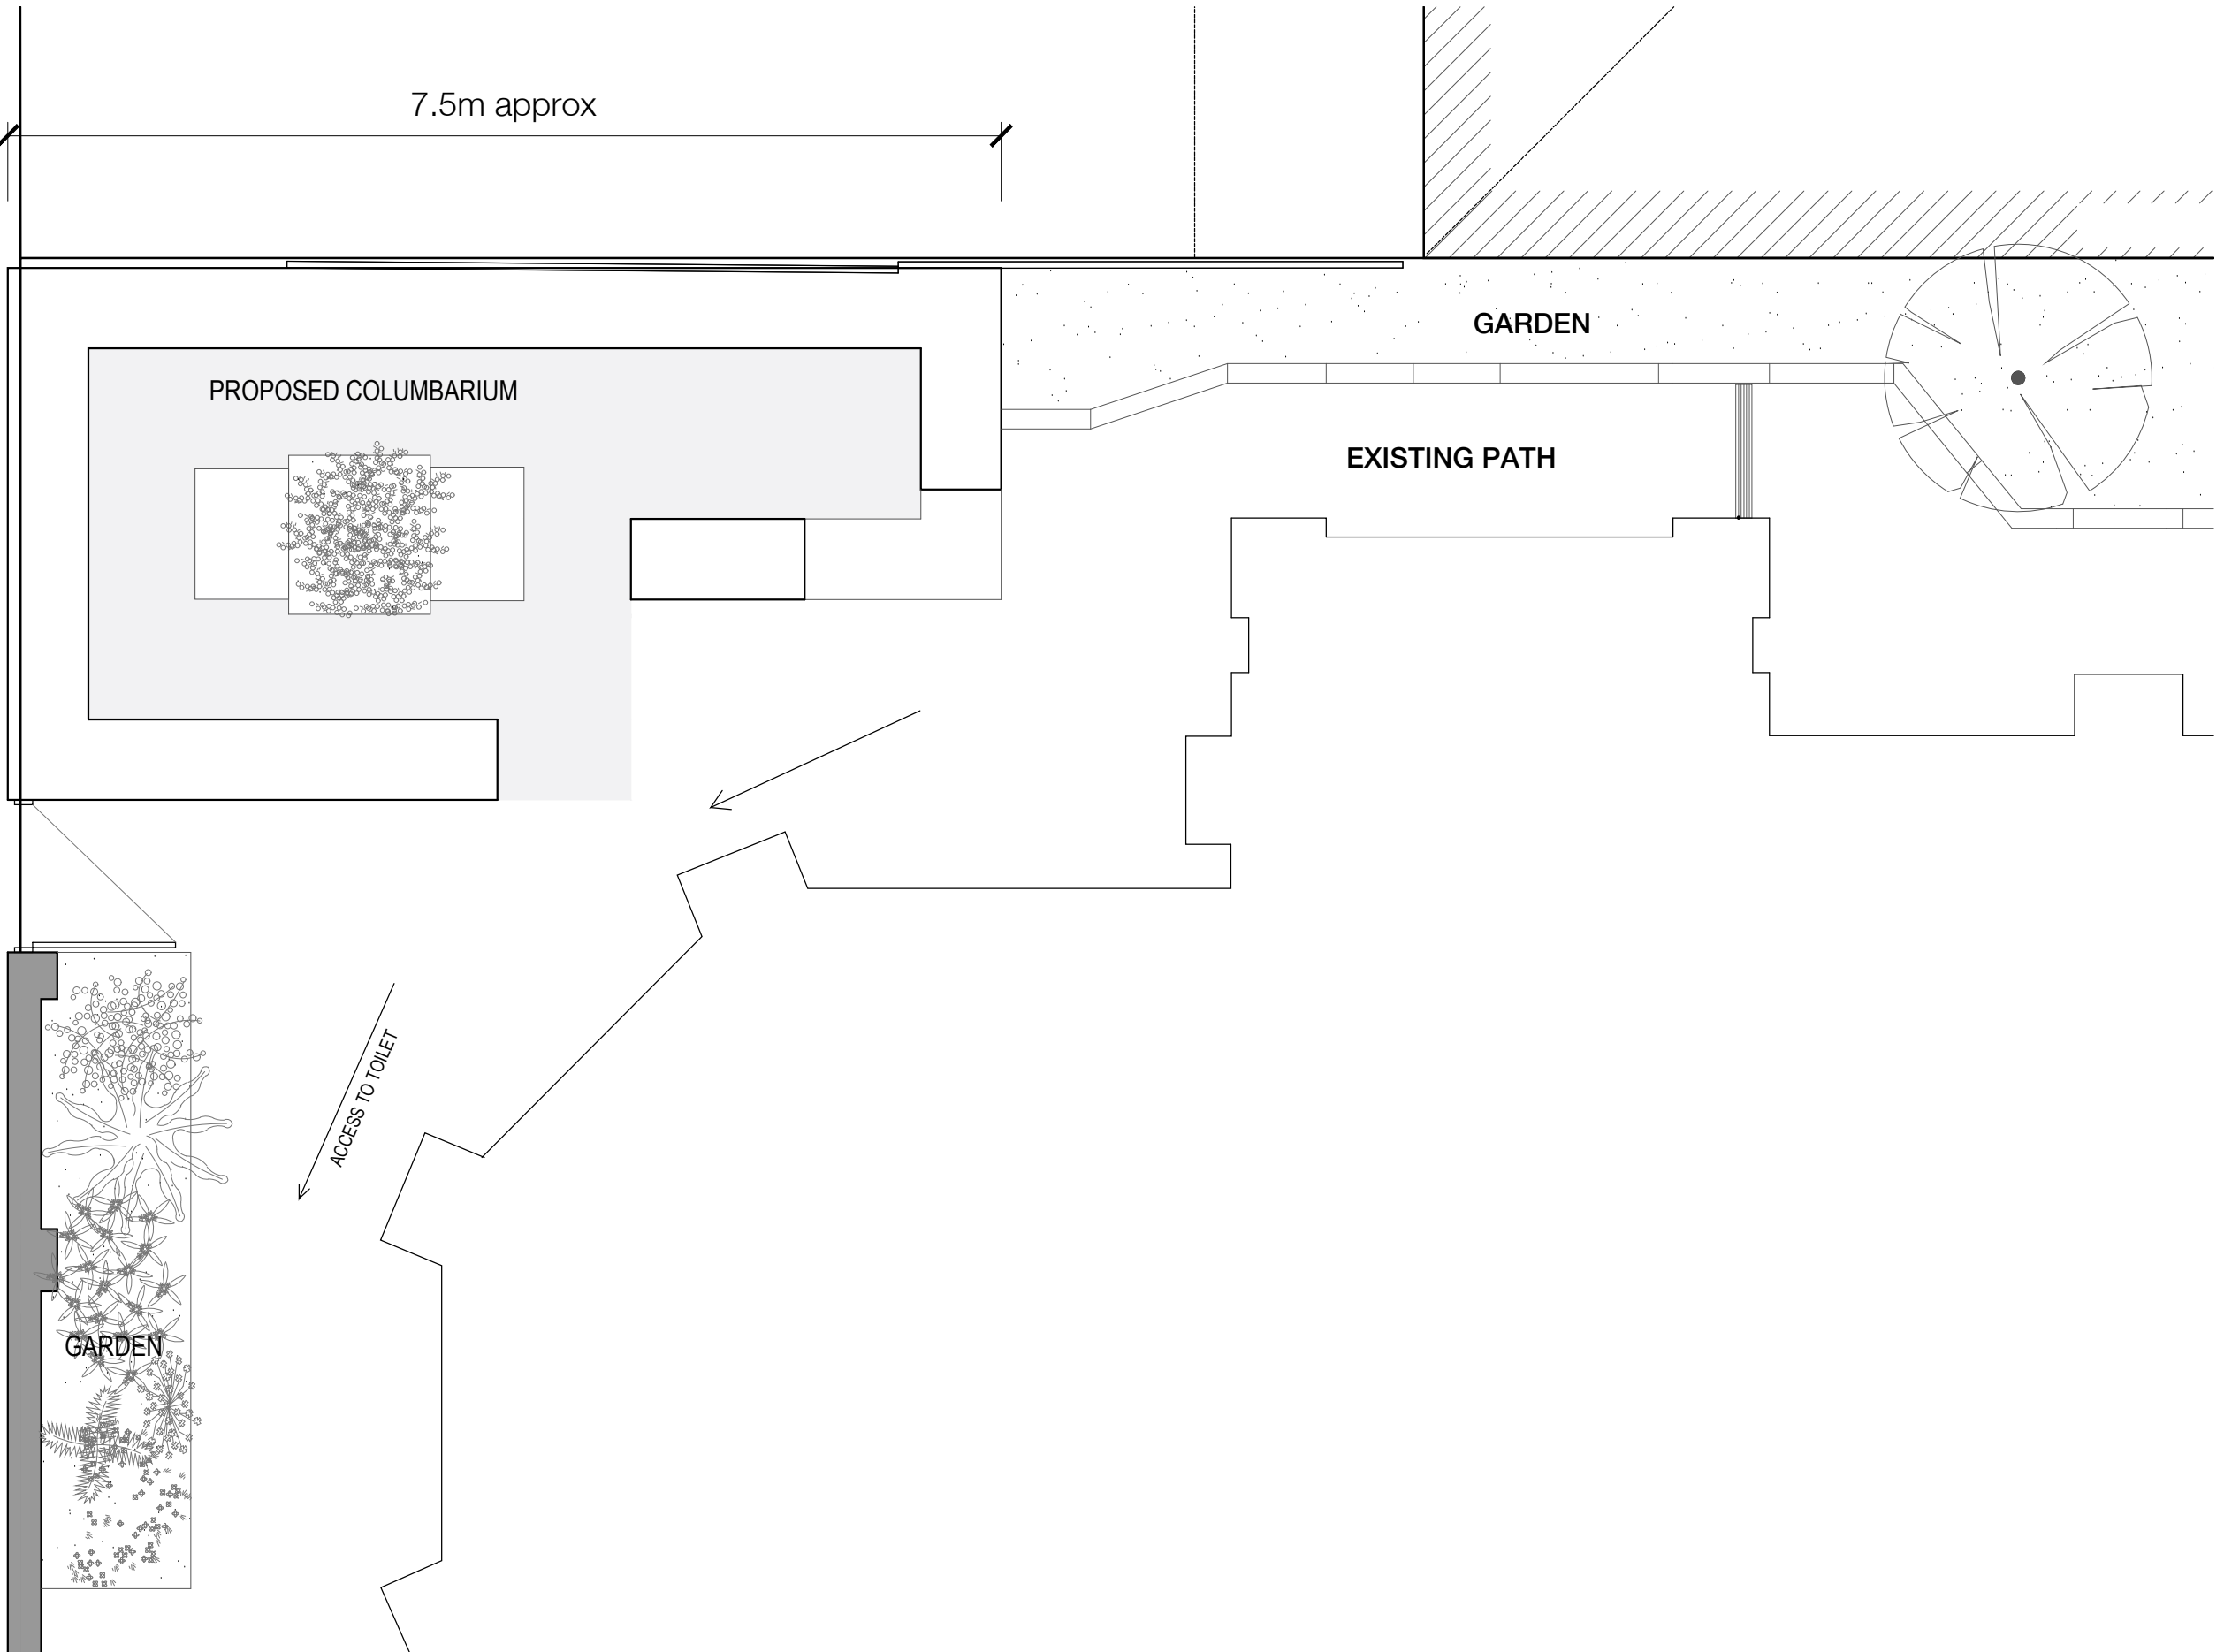 7.5m approx
GARDEN
PROPOSED COLUMBARIUM
EXISTING PATH
ACCESS TO TOILET
GARDEN